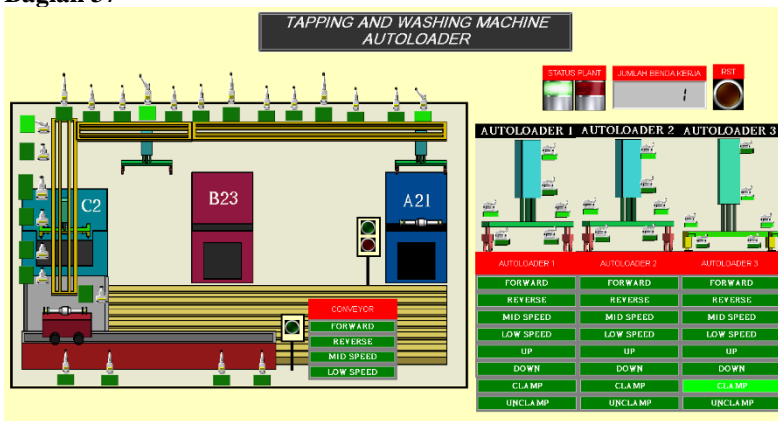 Bagian 37
TAPPING AND WASHING MACHINE
AUTOLOADER
STATUS PLANT
JUMLAH BENDA KERJA
RST
1
AUTOLOADER 1
AUTOLOADER 2
AUTOLOADER 3
C2
B23
A21
CONVEYOR
FORWARD
REVERSE
MID SPEED
LOW SPEED
AUTOLOADER 1
FORWARD
REVERSE
MID SPEED
LOW SPEED
UP
DOWN
CLAMP
UNCLAMP
AUTOLOADER 2
FORWARD
REVERSE
MID SPEED
LOW SPEED
UP
DOWN
CLAMP
UNCLAMP
AUTOLOADER 3
FORWARD
REVERSE
MID SPEED
LOW SPEED
UP
DOWN
CLAMP
UNCLAMP